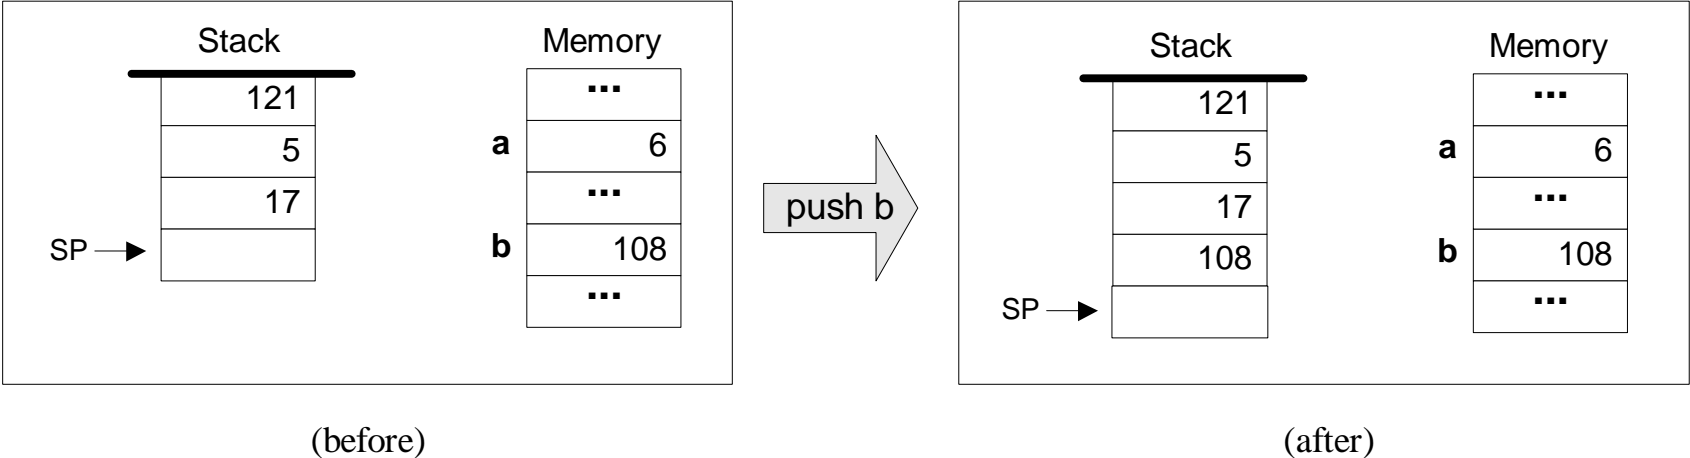 Stack Memory
121 ...
5 a 6
17 ...
SP b 108
...
push b
Stack Memory
121 ...
5 a 6
17 ...
108 b 108
SP ...
(before) (after)